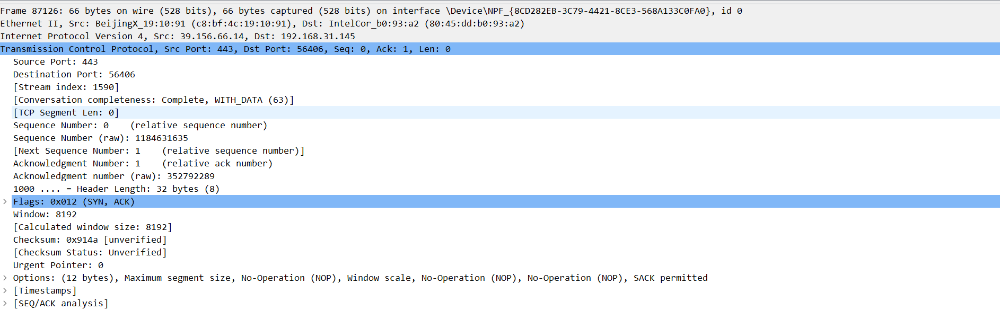 Frame 87126: 66 bytes on wire (528 bits), 66 bytes captured (528 bits) on interface \Device\NPF_{8CD282EB-3C79-4421-8CE3-568A133C0FA0}, id 0
Ethernet II, Src: BeijingX_19:10:91 (c8:bf:4c:19:10:91), Dst: IntelCor_b0:93:a2 (80:45:dd:b0:93:a2)
Internet Protocol Version 4, Src: 39.156.66.14, Dst: 192.168.31.145
Transmission Control Protocol, Src Port: 443, Dst Port: 56406, Seq: 0, Ack: 1, Len: 0
Source Port: 443
Destination Port: 56406
[Stream index: 1590]
[Conversation completeness: Complete, WITH_DATA (63)]
[TCP Segment Len: 0]
Sequence Number: 0    (relative sequence number)
Sequence Number (raw): 1184631635
[Next Sequence Number: 1    (relative sequence number)]
Acknowledgment Number: 1    (relative ack number)
Acknowledgment number (raw): 352792289
1000 .... = Header Length: 32 bytes (8)
Flags: 0x012 (SYN, ACK)
Window: 8192
[Calculated window size: 8192]
Checksum: 0x914a [unverified]
[Checksum Status: Unverified]
Urgent Pointer: 0
Options: (12 bytes), Maximum segment size, No-Operation (NOP), Window scale, No-Operation (NOP), No-Operation (NOP), SACK permitted
[Timestamps]
[SEQ/ACK analysis]